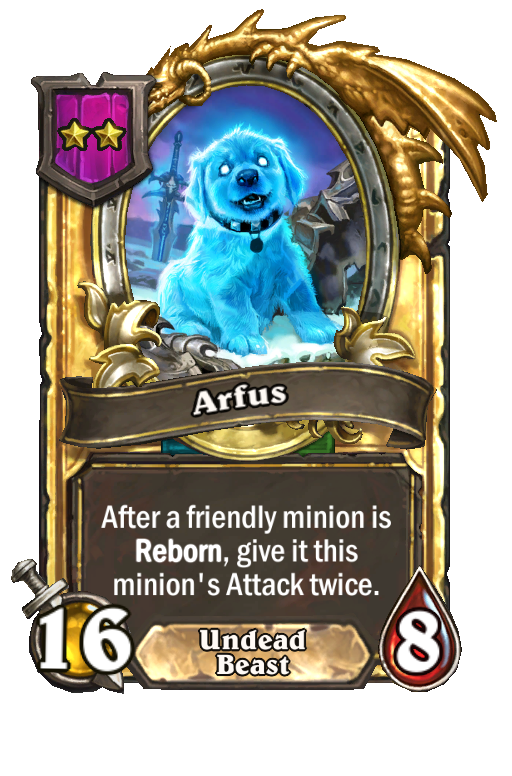 Arfus
After a friendly minion is
Reborn, give it this
minion's Attack twice.
16
Undead
Beast
8